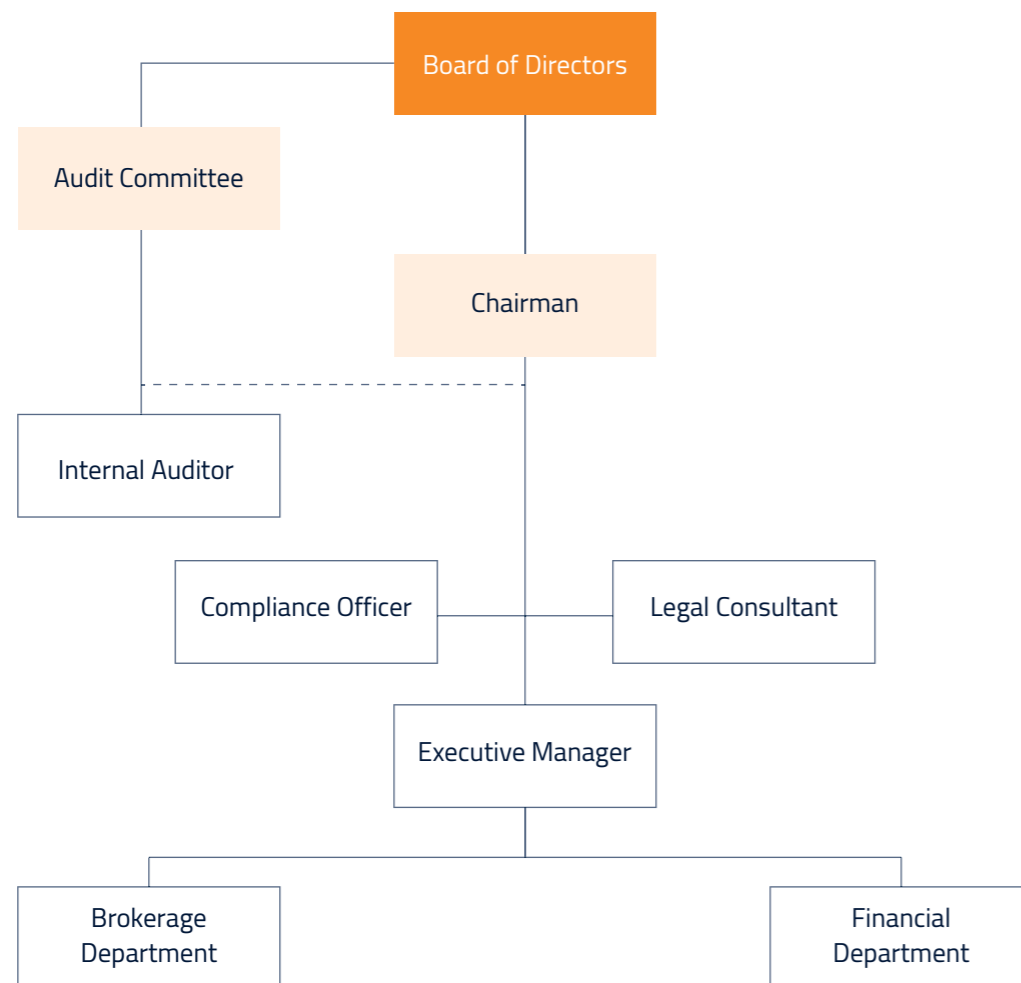 Board of Directors
Audit Committee
Chairman
Internal Auditor
Compliance Officer
Legal Consultant
Executive Manager
Brokerage
Department
Financial
Department